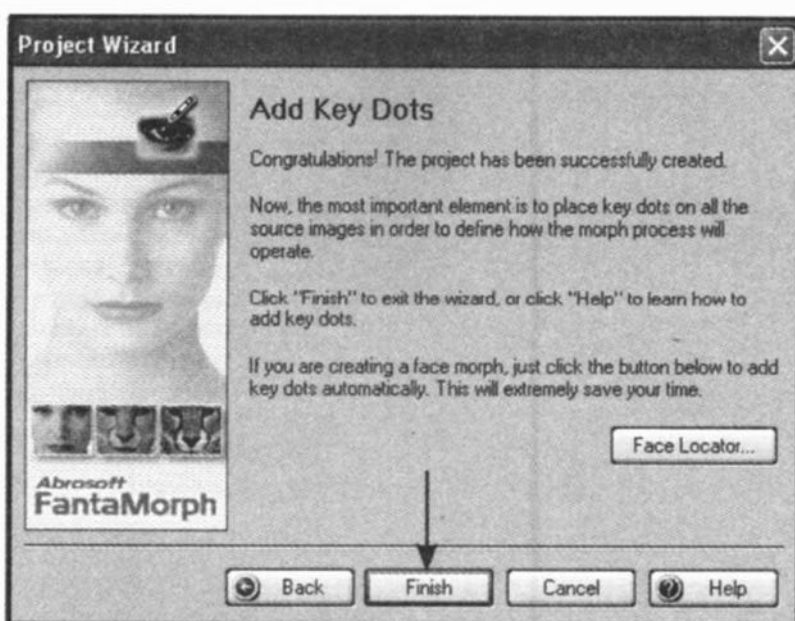 Project Wizard
Add Key Dots
Congratulations! The project has been successfully created.
Now, the most important element is to place key dots on all the
source images in order to define how the morph process will
operate.
Click "Finish" to exit the wizard, or click "Help" to learn how to
add key dots.
If you are creating a face morph, just click the button below to add
key dots automatically. This will extremely save your time.
Face Locator...
Abrosoft
FantaMorph
Back
Finish
Cancel
Help